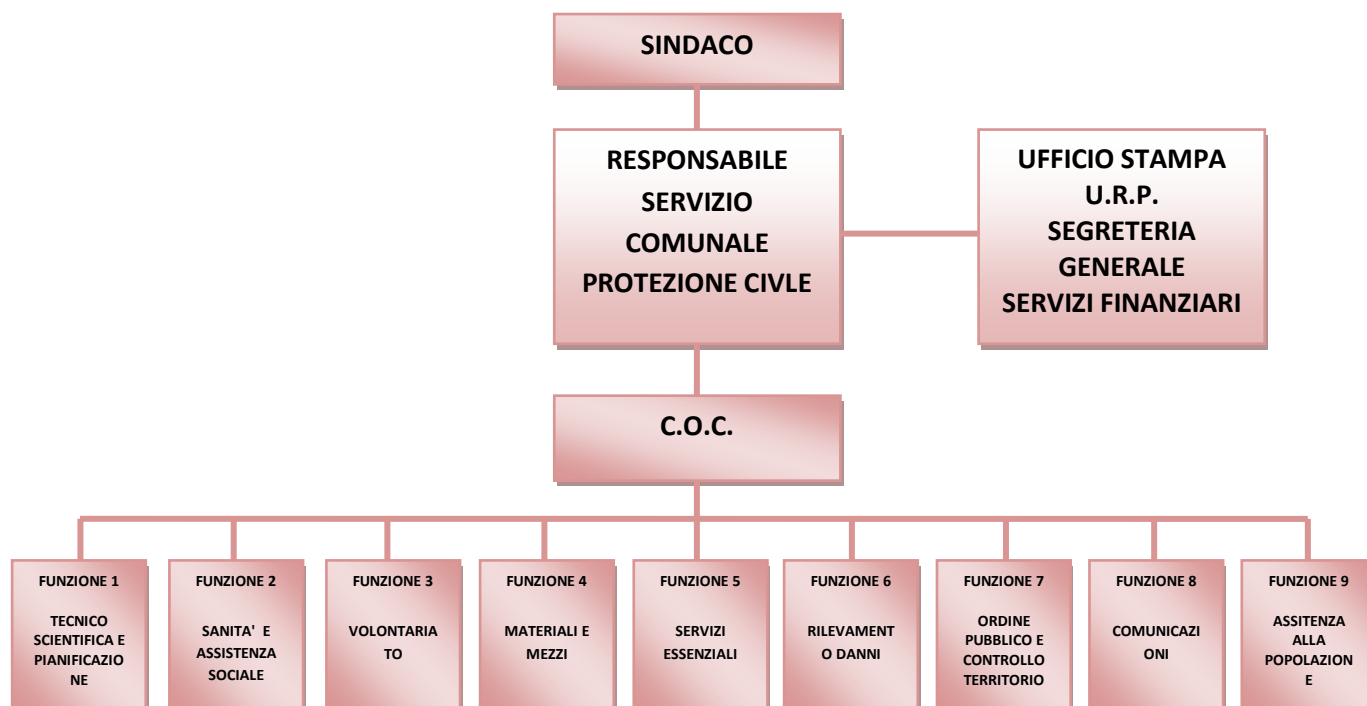 SINDACO
RESPONSABILE
SERVIZIO
COMUNALE
PROTEZIONE CIVLE
UFFICIO STAMPA
U.R.P.
SEGRETERIA
GENERALE
SERVIZI FINANZIARI
C.O.C.
FUNZIONE 1
TECNICO
SCIENTIFICA E
PIANIFICAZIO
NE
FUNZIONE 2
SANITA' E
ASSISTENZA
SOCIALE
FUNZIONE 3
VOLONTARIA
TO
FUNZIONE 4
MATERIALI E
MEZZI
FUNZIONE 5
SERVIZI
ESSENZIALI
FUNZIONE 6
RILEVAMENT
O DANNI
FUNZIONE 7
ORDINE
PUBBLICO E
CONTROLLO
TERRITORIO
FUNZIONE 8
COMUNICAZI
ONI
FUNZIONE 9
ASSITENZA
ALLA
POPOLAZION
E